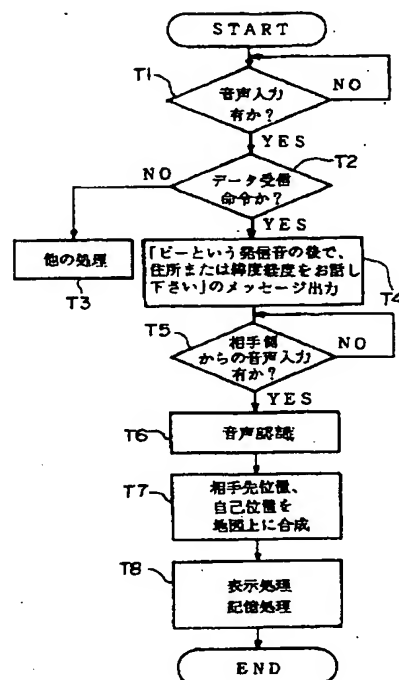 START
T1
音声入力
有か?
NO
YES
T2
NO
データ受信
命令か?
YES
他の処理
T3
「ピーという発信音の後で、
住所または緯度経度をお話し
下さい」のメッセージ出力
T4
T5
相手側
からの音声入力
有か?
NO
YES
T6
音声認識
T7
相手先位置、
自己位置を
地図上に合成
T8
表示処理
記憶処理
END